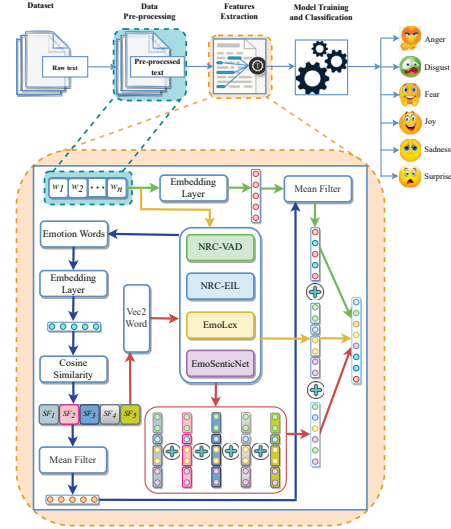 Dataset
Data
Pre-processing
Features
Extraction
Model Training
and Classification
Raw text
Pre-processed
text
Anger
Disgust
Fear
Joy
Sadness
Surprise
w1 w2 ... wn
Embedding
Layer
Mean Filter
Emotion Words
NRC-VAD
Embedding
Layer
NRC-EIL
Vec2
Word
EmoLex
Cosine
Similarity
EmoSenticNet
SF1 SF2 SF3 SF4 SF5
Mean Filter